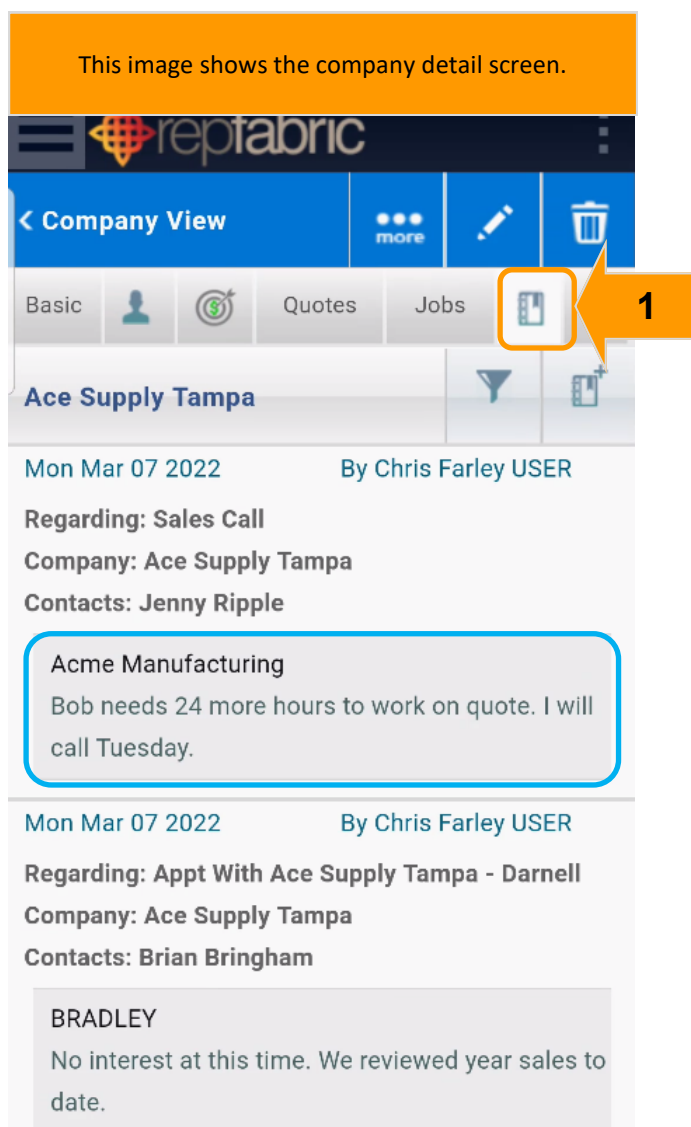 This image shows the company detail screen.
repfabric
< Company View
more
Basic
Quotes
Jobs
1
Ace Supply Tampa
Mon Mar 07 2022 By Chris Farley USER
Regarding: Sales Call
Company: Ace Supply Tampa
Contacts: Jenny Ripple
Acme Manufacturing
Bob needs 24 more hours to work on quote. I will
call Tuesday.
Mon Mar 07 2022 By Chris Farley USER
Regarding: Appt With Ace Supply Tampa - Darnell
Company: Ace Supply Tampa
Contacts: Brian Bringham
BRADLEY
No interest at this time. We reviewed year sales to
date.